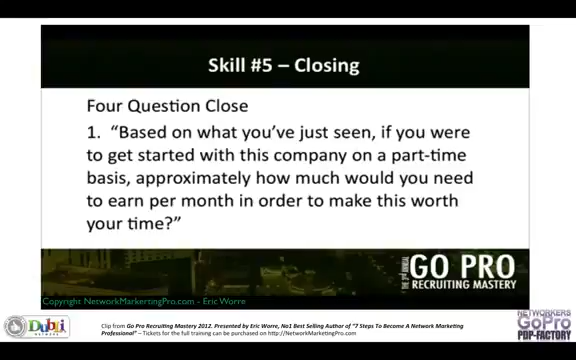 Skill #5 – Closing
Four Question Close
1. “Based on what you’ve just seen, if you were
to get started with this company on a part-time
basis, approximately how much would you need
to earn per month in order to make this worth
your time?”
GO PRO
RECRUITING MASTERY
Copyright NetworkMarketingPro.com - Eric Worre
Dubli
NETWORK
Clip from Go Pro Recruiting Mastery 2012. Presented by Eric Worre, No1 Best Selling Author of “7 Steps To Become A Network Marketing
Professional” – Tickets for the full training can be purchased on http://NetworkMarketingPro.com
NETWORKERS
GoPro
PDF-FACTORY